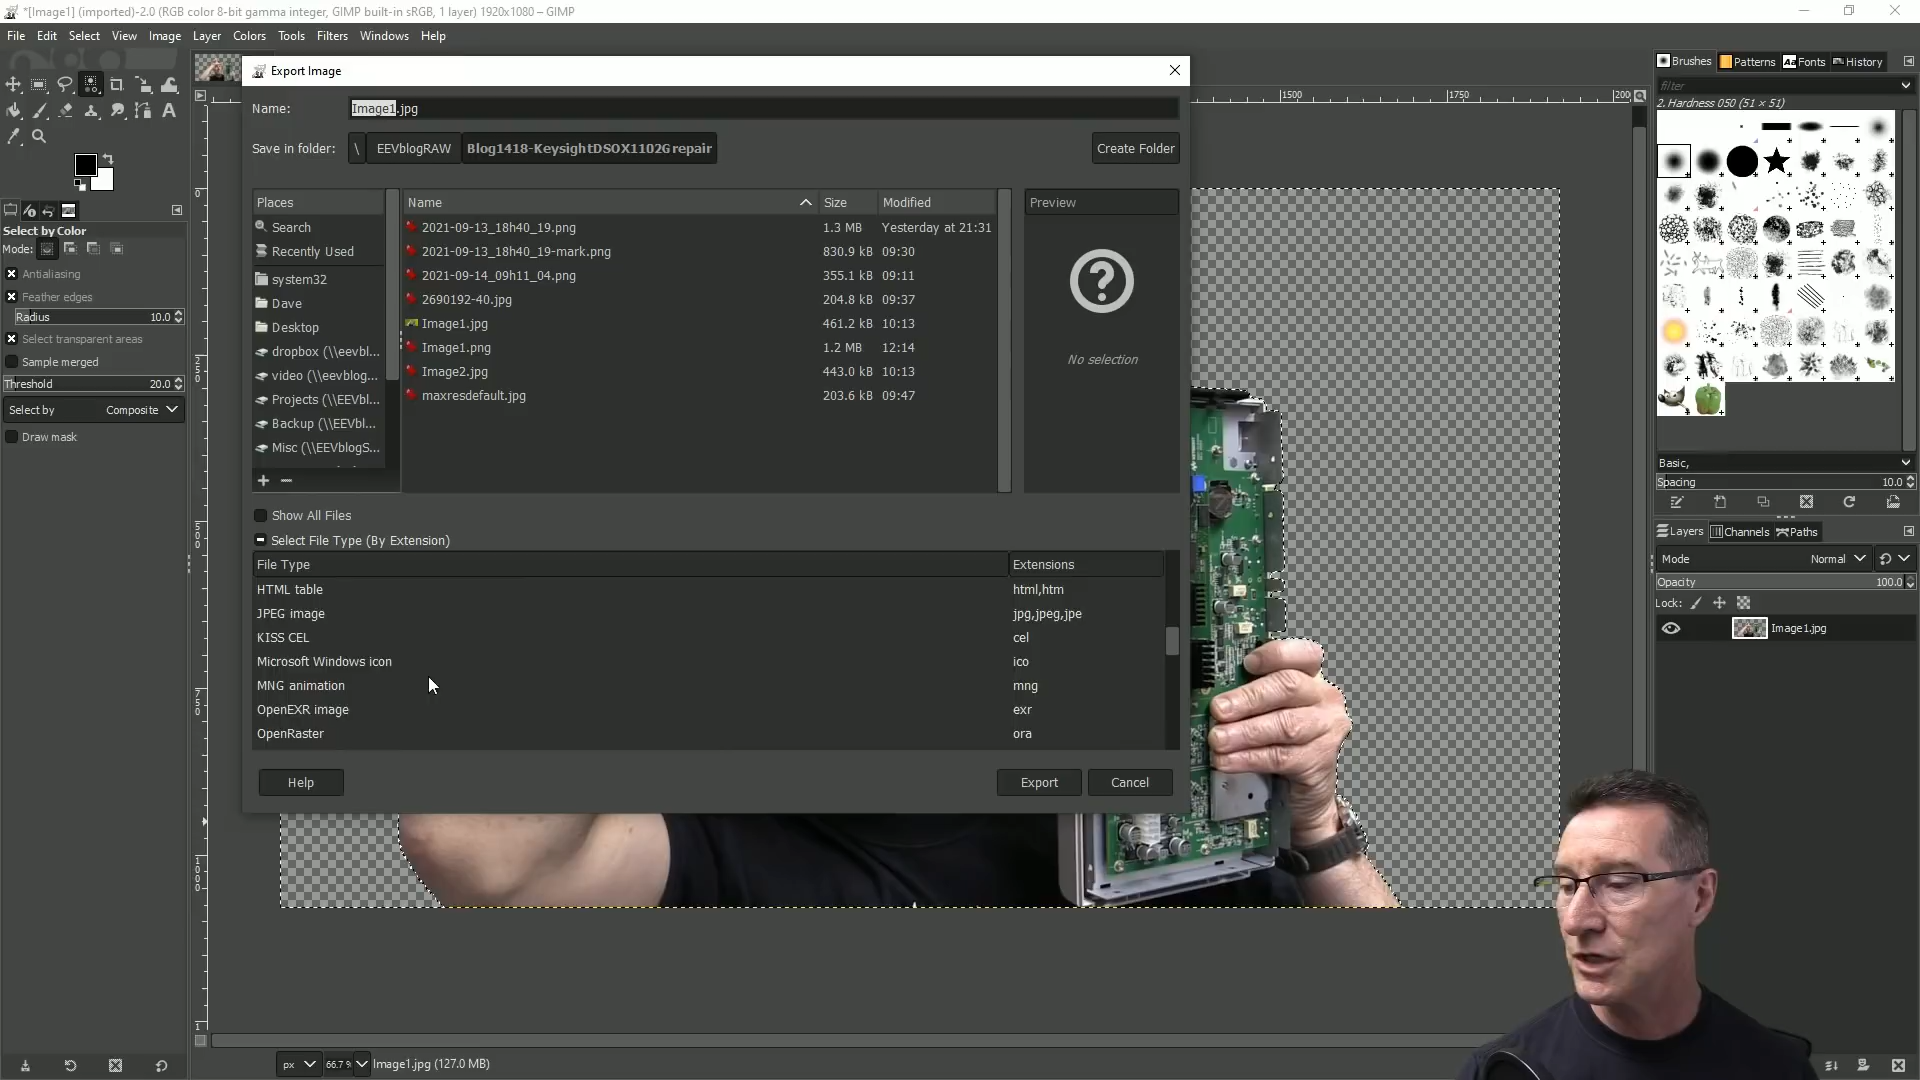 *[Image1] (imported)-2.0 (RGB color 8-bit gamma integer, GIMP built-in sRGB, 1 layer) 1920x1080 – GIMP
File Edit Select View Image Layer Colors Tools Filters Windows Help
Export Image
Name: Image1.jpg
Save in folder: \ EEVblogRAW Blog1418-KeysightDSOX1102Grepair Create Folder
Places
Search
Recently Used
system32
Dave
Desktop
dropbox (\\eevbl...
video (\\eevblog...
Projects (\\EEVbl...
Backup (\\EEVbl...
Misc (\\EEVblogS...
Name Size Modified
2021-09-13_18h40_19.png 1.3 MB Yesterday at 21:31
2021-09-13_18h40_19-mark.png 830.9 kB 09:30
2021-09-14_09h11_04.png 355.1 kB 09:11
2690192-40.jpg 204.8 kB 09:37
Image1.jpg 461.2 kB 10:13
Image1.png 1.2 MB 12:14
Image2.jpg 443.0 kB 10:13
maxresdefault.jpg 203.6 kB 09:47
Preview
No selection
Show All Files
Select File Type (By Extension)
File Type Extensions
HTML table html,htm
JPEG image jpg,jpeg,jpe
KISS CEL cel
Microsoft Windows icon ico
MNG animation mng
OpenEXR image exr
OpenRaster ora
Help Export Cancel
Select by Color
Mode:
Antialiasing
Feather edges
Radius 10.0
Select transparent areas
Sample merged
Threshold 20.0
Select by Composite
Draw mask
1500 1750 200
0
250
500
750
1000
px 66.7 % Image1.jpg (127.0 MB)
Brushes Patterns Aa Fonts History
filter
2. Hardness 050 (51 × 51)
Basic,
Spacing 10.0
Layers Channels Paths
Mode Normal
Opacity 100.0
Lock:
Image1.jpg